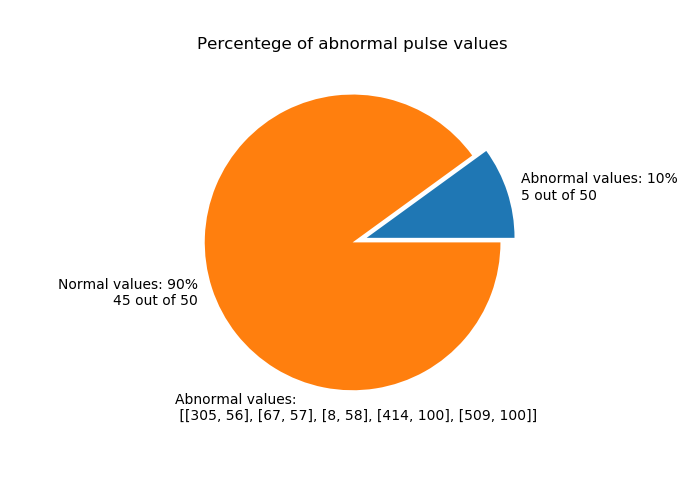 Percentege of abnormal pulse values
Abnormal values: 10%
5 out of 50
Normal values: 90%
45 out of 50
Abnormal values:
[[305, 56], [67, 57], [8, 58], [414, 100], [509, 100]]